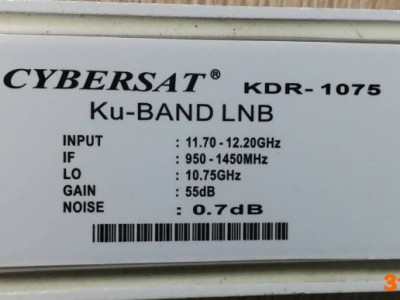 CYBERSAT® KDR-1075
Ku-BAND LNB
INPUT : 11.70 - 12.20GHz
IF : 950 - 1450MHz
LO : 10.75GHz
GAIN : 55dB
NOISE : 0.7dB